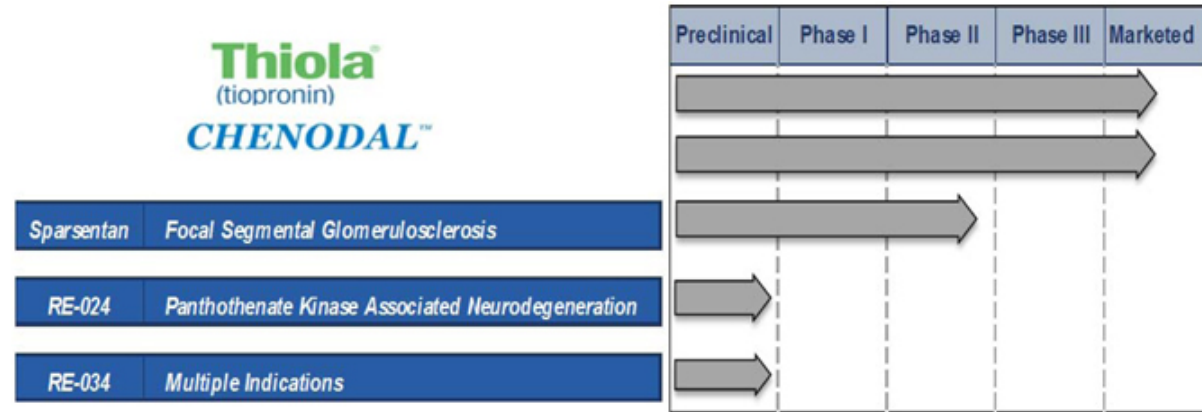 Preclinical Phase I Phase II Phase III Marketed
Thiola®
(tiopronin)
CHENODAL™
Sparsentan Focal Segmental Glomerulosclerosis
RE-024 Panthothenate Kinase Associated Neurodegeneration
RE-034 Multiple Indications